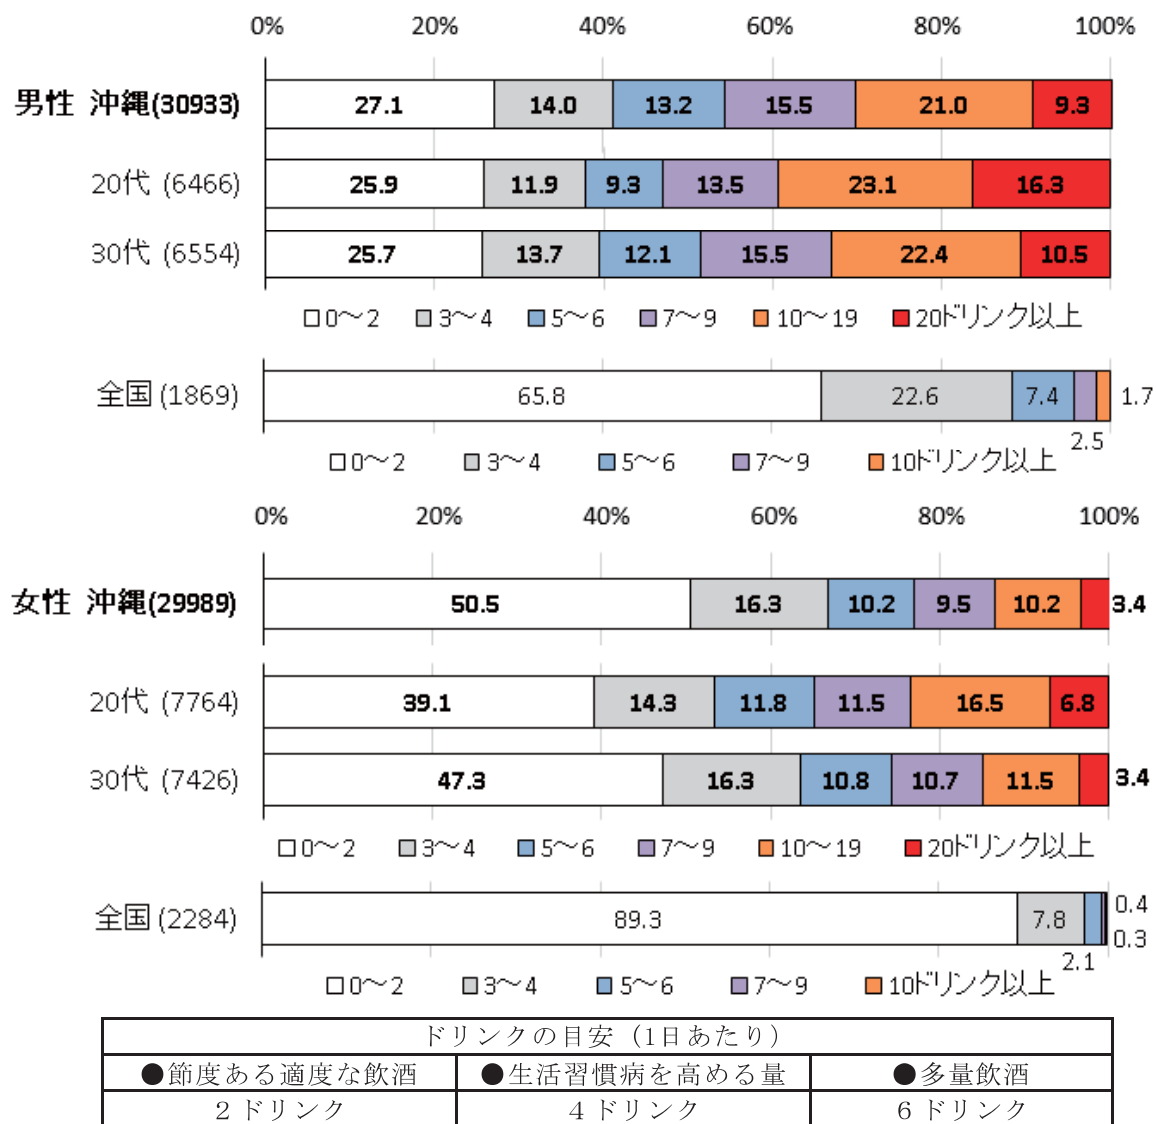 0% 20% 40% 60% 80% 100%
男性 沖縄(30933) 27.1 14.0 13.2 15.5 21.0 9.3
20代 (6466) 25.9 11.9 9.3 13.5 23.1 16.3
30代 (6554) 25.7 13.7 12.1 15.5 22.4 10.5
0～2 3～4 5～6 7～9 10～19 20ドリンク以上
全国 (1869) 65.8 22.6 7.4 1.7
2.5
0～2 3～4 5～6 7～9 10ドリンク以上
0% 20% 40% 60% 80% 100%
女性 沖縄(29989) 50.5 16.3 10.2 9.5 10.2 3.4
20代 (7764) 39.1 14.3 11.8 11.5 16.5 6.8
30代 (7426) 47.3 16.3 10.8 10.7 11.5 3.4
0～2 3～4 5～6 7～9 10～19 20ドリンク以上
0.4
全国 (2284) 89.3 7.8
0.3
2.1
0～2 3～4 5～6 7～9 10ドリンク以上
ドリンクの目安（1日あたり）
●節度ある適度な飲酒 ●生活習慣病を高める量 ●多量飲酒
2ドリンク 4ドリンク 6ドリンク